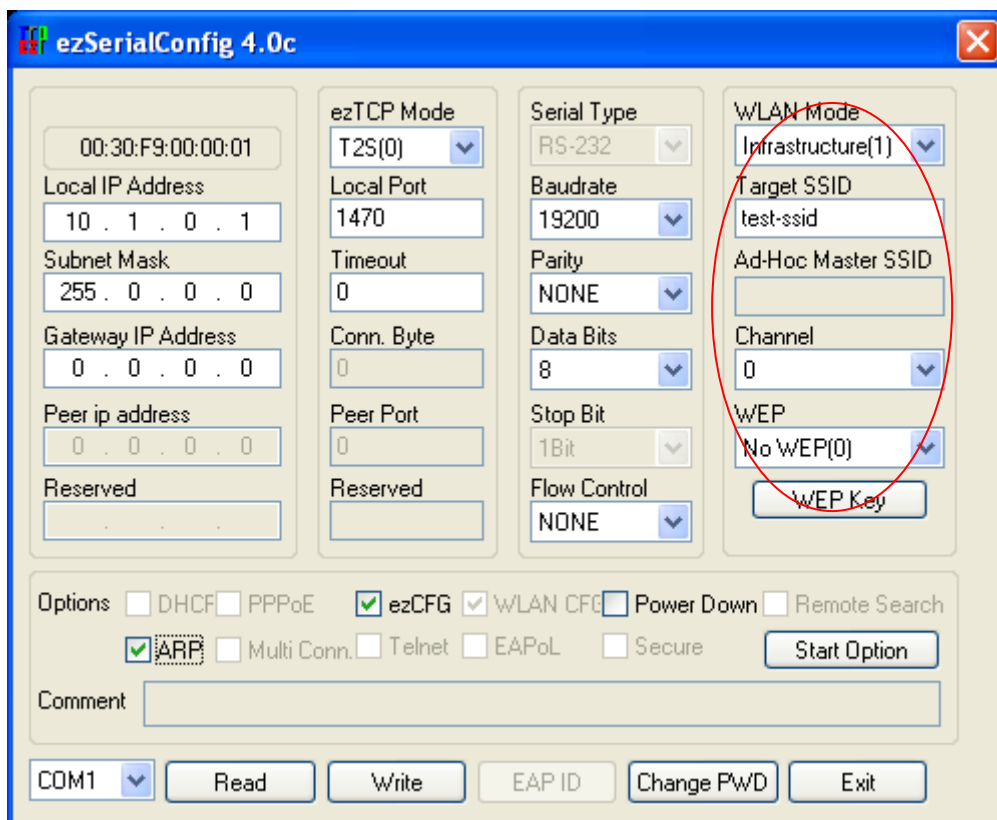 ezSerialConfig 4.0c
00:30:F9:00:00:01
Local IP Address
10 . 1 . 0 . 1
Subnet Mask
255 . 0 . 0 . 0
Gateway IP Address
0 . 0 . 0 . 0
Peer ip address
0 . 0 . 0 . 0
Reserved
. . .
ezTCP Mode
T2S(0)
Local Port
1470
Timeout
0
Conn. Byte
0
Peer Port
0
Reserved
Serial Type
RS-232
Baudrate
19200
Parity
NONE
Data Bits
8
Stop Bit
1Bit
Flow Control
NONE
WLAN Mode
Infrastructure(1)
Target SSID
test-ssid
Ad-Hoc Master SSID
Channel
0
WEP
No WEP(0)
WEP Key
Options DHCP PPPoE ezCFG WLAN CFG Power Down Remote Search
ARP Multi Conn. Telnet EAPoL Secure Start Option
Comment
COM1 Read Write EAP ID Change PWD Exit